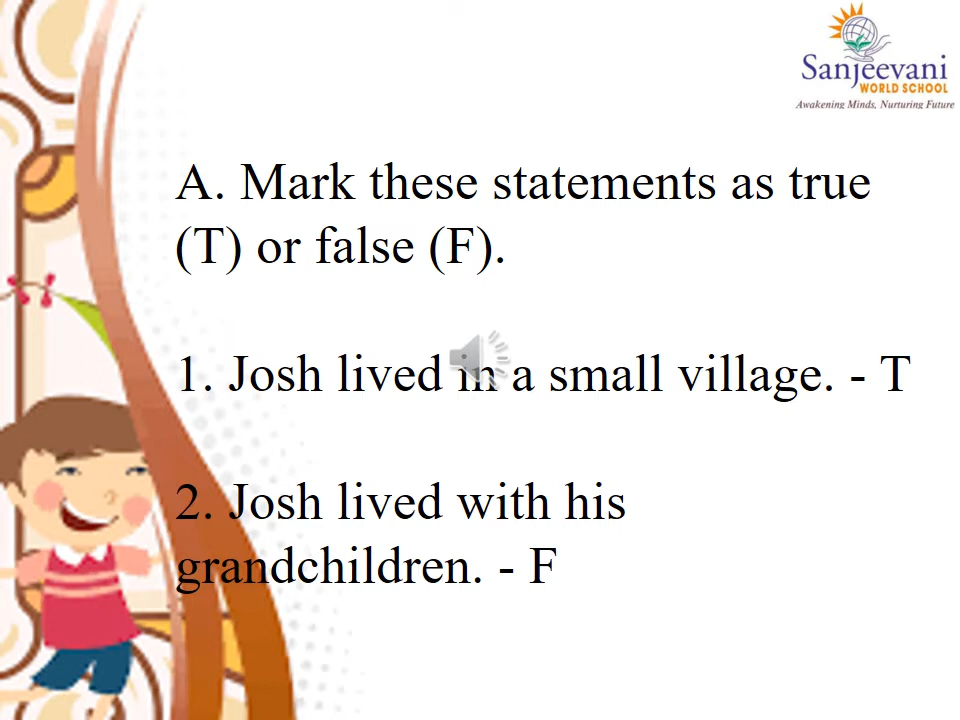 Sanjeevani
WORLD SCHOOL
Awakening Minds, Nurturing Future
A. Mark these statements as true
(T) or false (F).
1. Josh lived in a small village. - T
2. Josh lived with his
grandchildren. - F